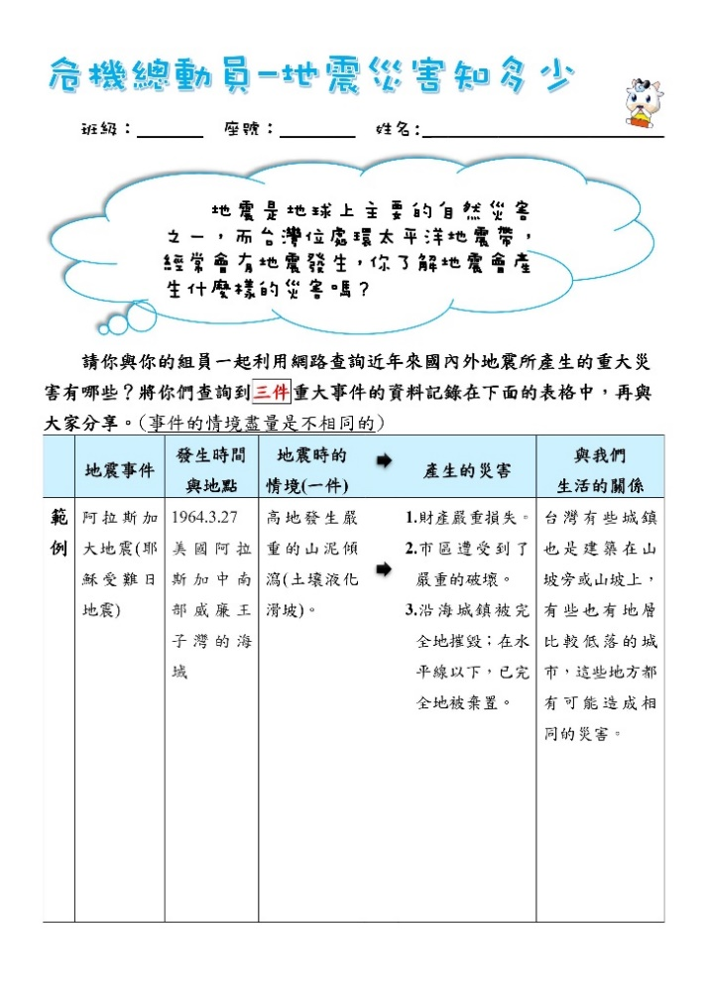 危機總動員-地震災害知多少
班級：　　　座號：　　　姓名：
地震是地球上主要的自然災害
之一，而台灣位處環太平洋地震帶，
經常會有地震發生，你了解地震會產
生什麼樣的災害嗎？
請你與你的組員一起利用網路查詢近年來國內外地震所產生的重大災
害有哪些？將你們查詢到三件重大事件的資料記錄在下面的表格中，再與
大家分享。（事件的情境盡量是不相同的）
地震事件
發生時間
與地點
地震時的
情境(一件)
產生的災害
與我們
生活的關係
範
例
阿拉斯加
大地震(耶
穌受難日
地震)
1964.3.27
美國阿拉
斯加中南
部威廉王
子灣的海
域
高地發生嚴
重的山泥傾
瀉(土壤液化
滑坡)。
1.財產嚴重損失。
2.市區遭受到了
嚴重的破壞。
3.沿海城鎮被完
全地摧毀；在水
平線以下，已完
全地被棄置。
台灣有些城鎮
也是建築在山
坡旁或山坡上，
有些也有地層
比較低落的城
市，這些地方都
有可能造成相
同的災害。